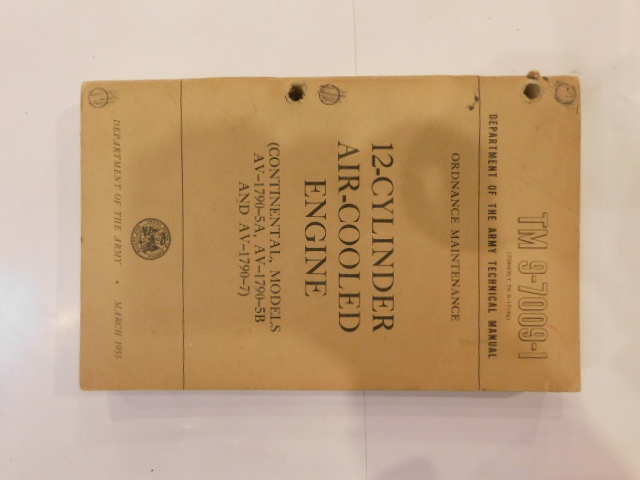 TM 9-7009-1
DEPARTMENT OF THE ARMY TECHNICAL MANUAL
ORDNANCE MAINTENANCE
12-CYLINDER
AIR-COOLED
ENGINE
(CONTINENTAL, MODELS
AV-1790-5A, AV-1790-5B
AND AV-1790-7)
DEPARTMENT OF THE ARMY • MARCH 1955